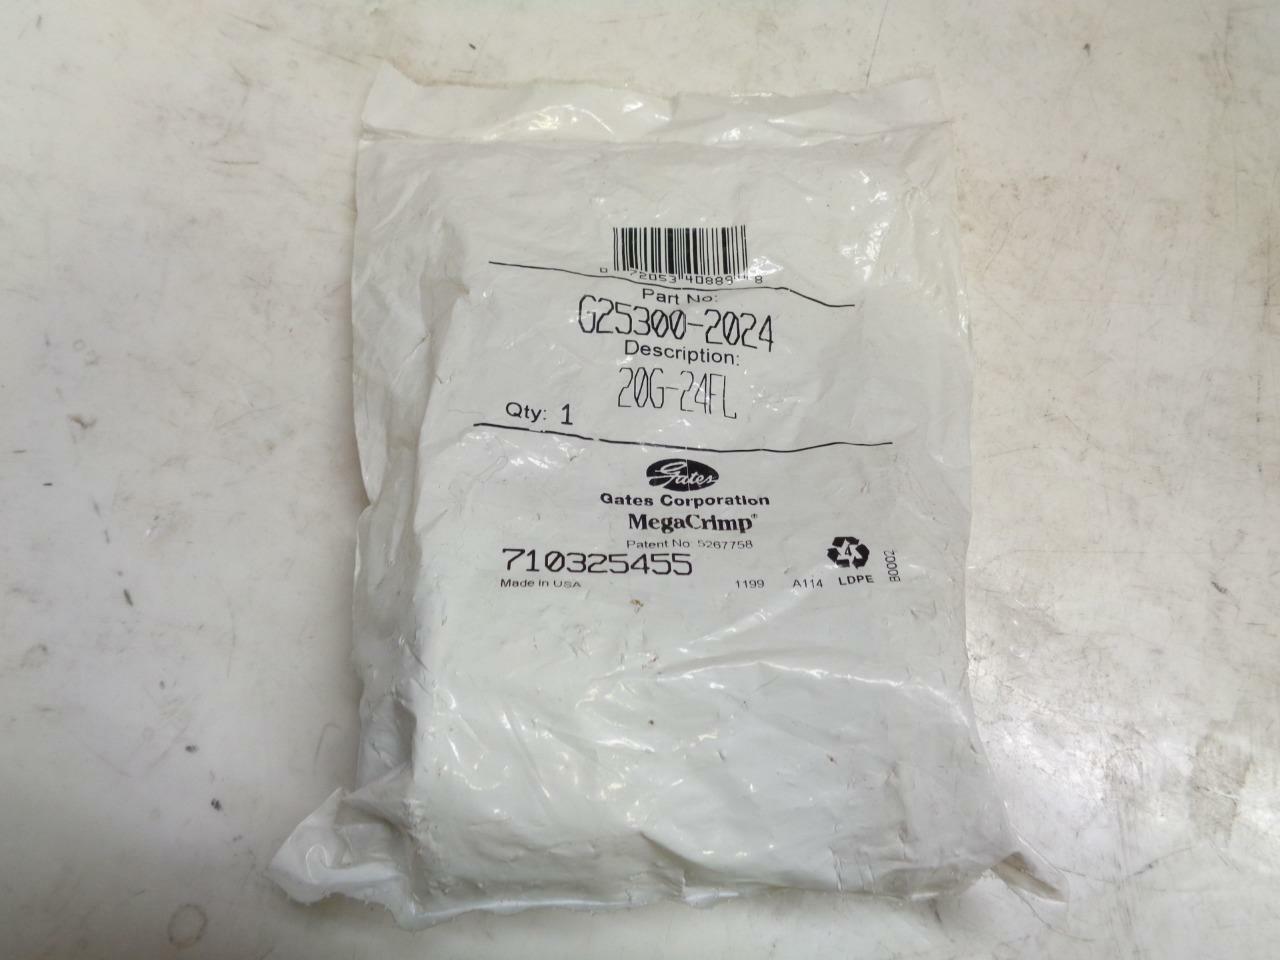 0 72053 40889 8
Part No:
G25300-2024
Description:
20G-24FL
Qty: 1
Gates
Gates Corporation
MegaCrimp®
Patent No 5267758
710325455
Made in USA
1199 A114 LDPE
4
B0002